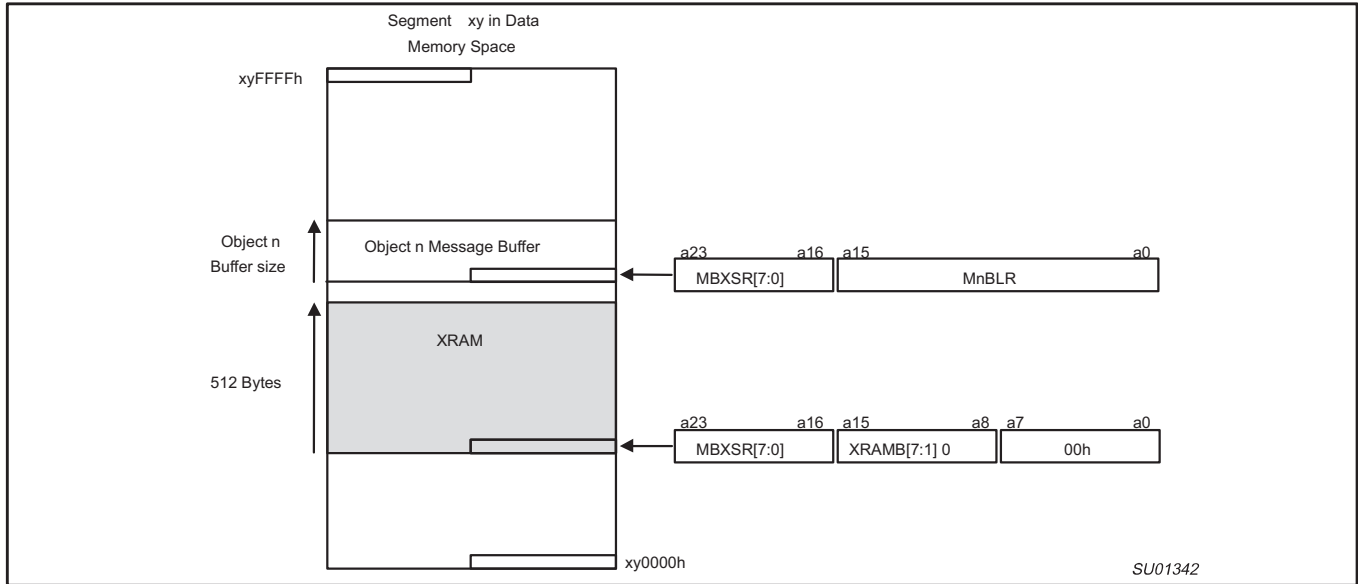 Segment xy in Data
Memory Space
xyFFFFh
Object n
Buffer size
Object n Message Buffer
a23 a16 a15 a0
MBXSR[7:0] MnBLR
XRAM
512 Bytes
a23 a16 a15 a8 a7 a0
MBXSR[7:0] XRAMB[7:1] 0 00h
xy0000h
SU01342